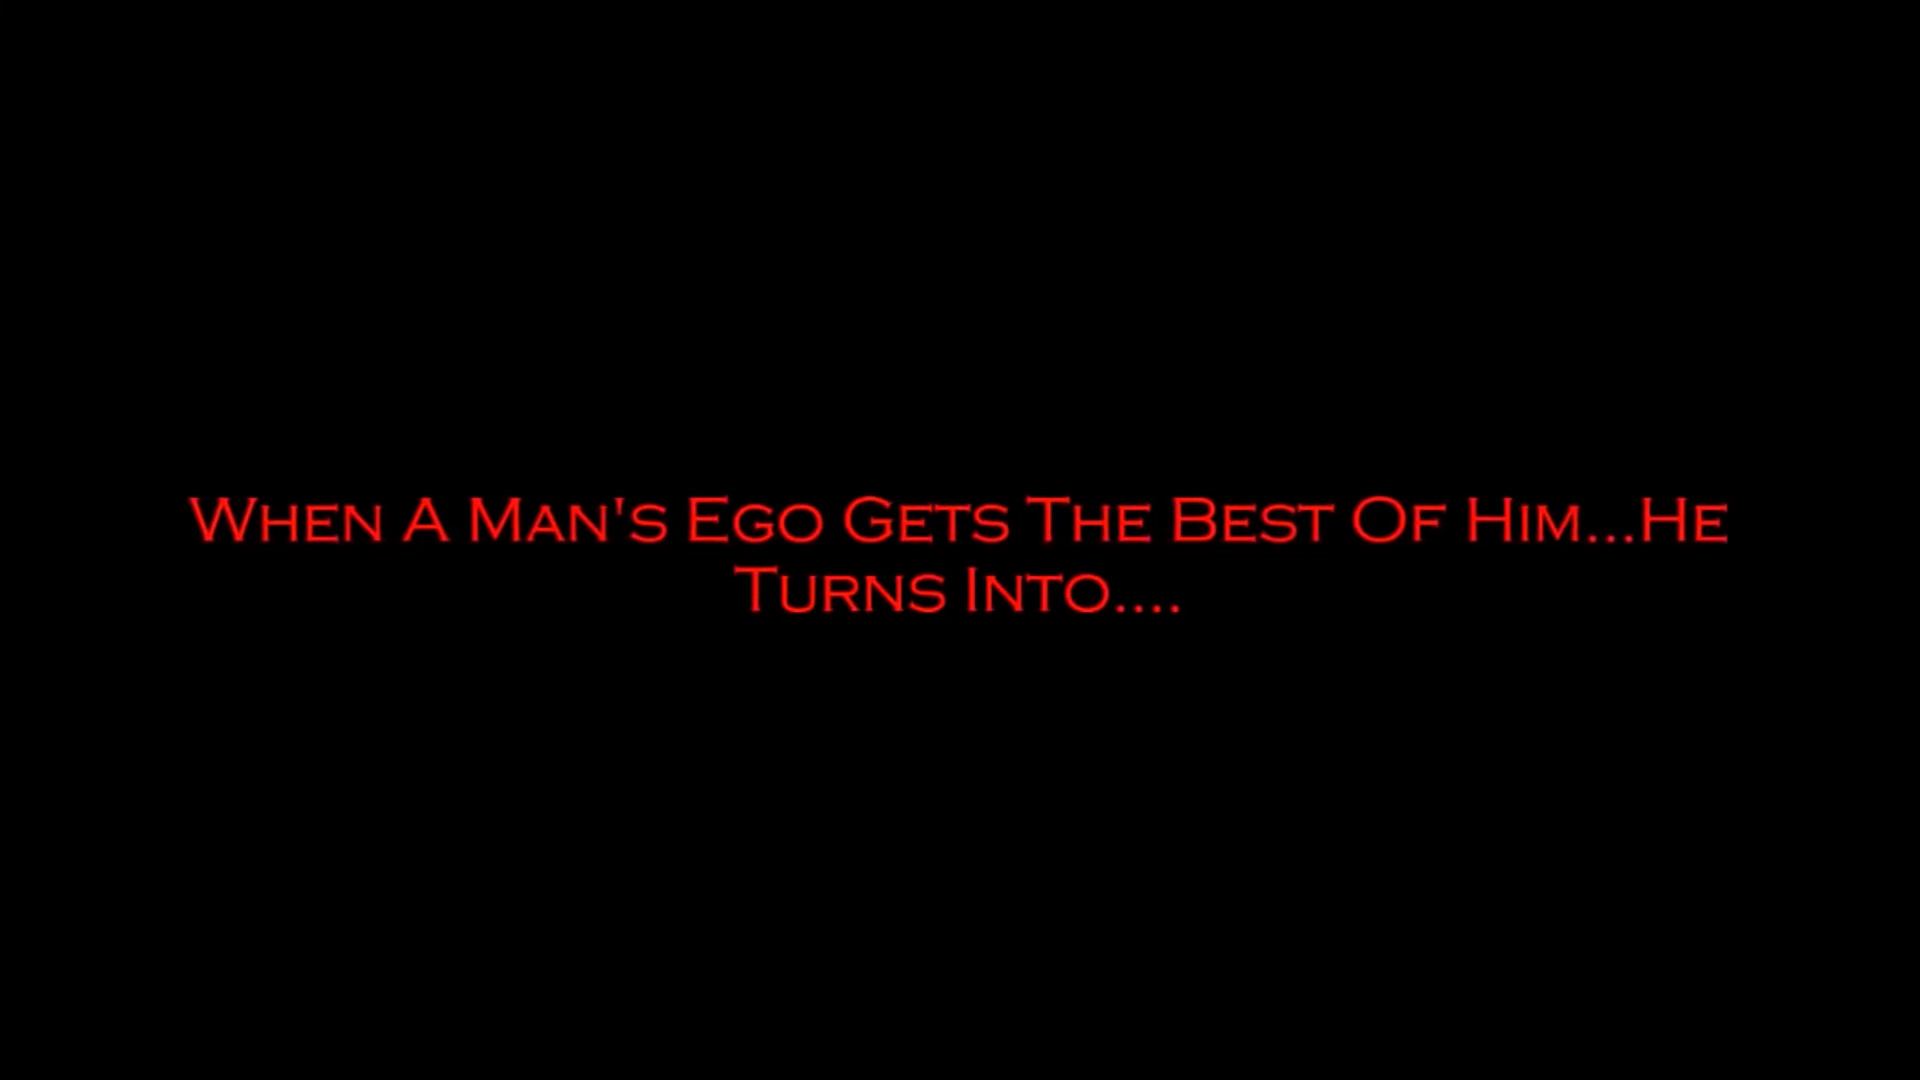 When A Man's Ego Gets The Best Of Him...He
Turns Into....